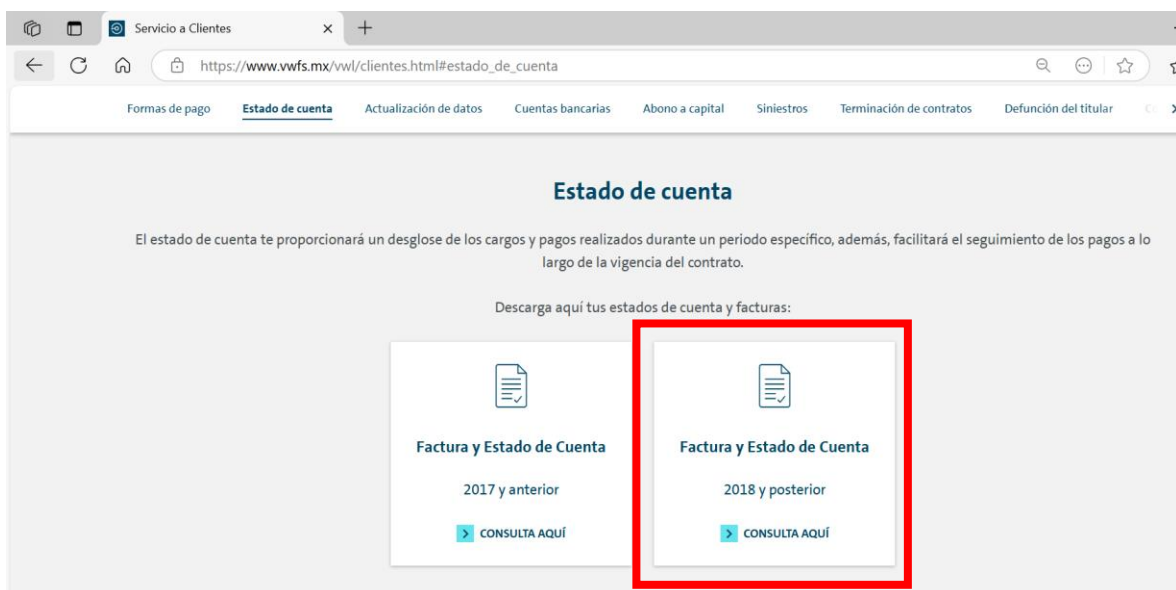 Servicio a Clientes
https://www.vwfs.mx/vwl/clientes.html#estado_de_cuenta
Formas de pago Estado de cuenta Actualización de datos Cuentas bancarias Abono a capital Siniestros Terminación de contratos Defunción del titular
Estado de cuenta
El estado de cuenta te proporcionará un desglose de los cargos y pagos realizados durante un periodo específico, además, facilitará el seguimiento de los pagos a lo
largo de la vigencia del contrato.
Descarga aquí tus estados de cuenta y facturas:
Factura y Estado de Cuenta
2017 y anterior
CONSULTA AQUÍ
Factura y Estado de Cuenta
2018 y posterior
CONSULTA AQUÍ